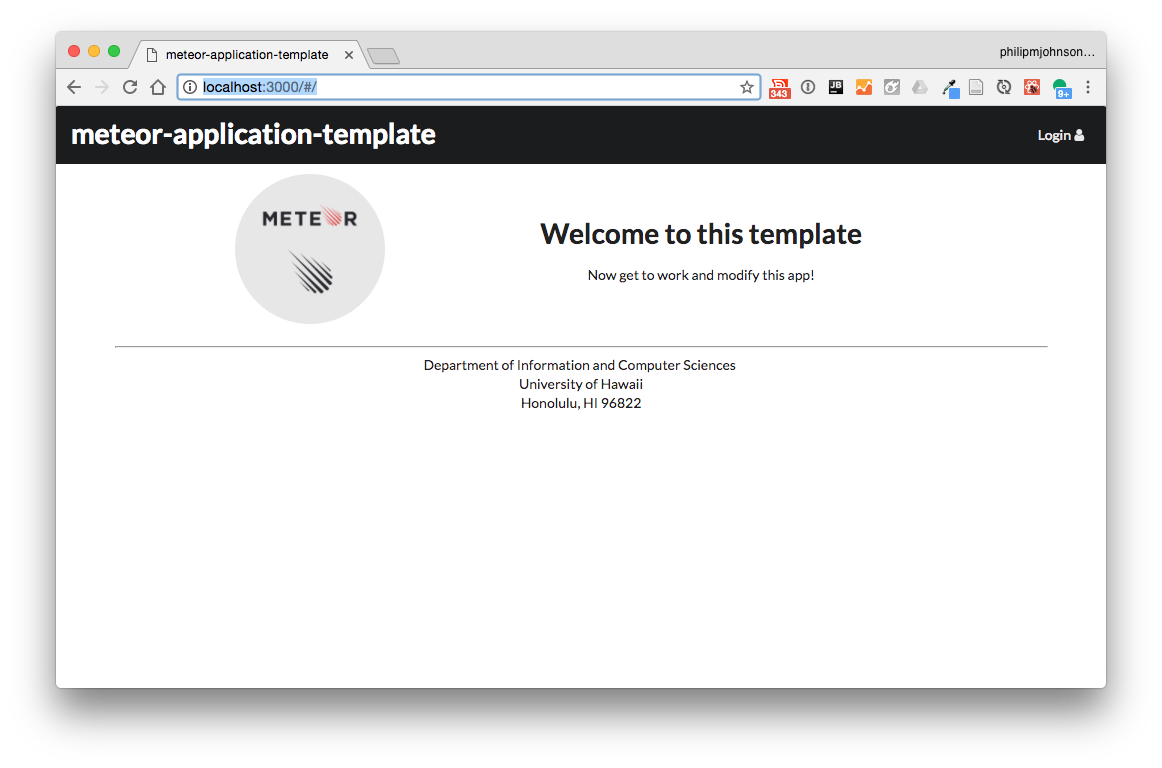 meteor-application-template
philipmjohnson...
localhost:3000/#/
343
JB
9+
meteor-application-template
Login
METEOR
Welcome to this template
Now get to work and modify this app!
Department of Information and Computer Sciences
University of Hawaii
Honolulu, HI 96822